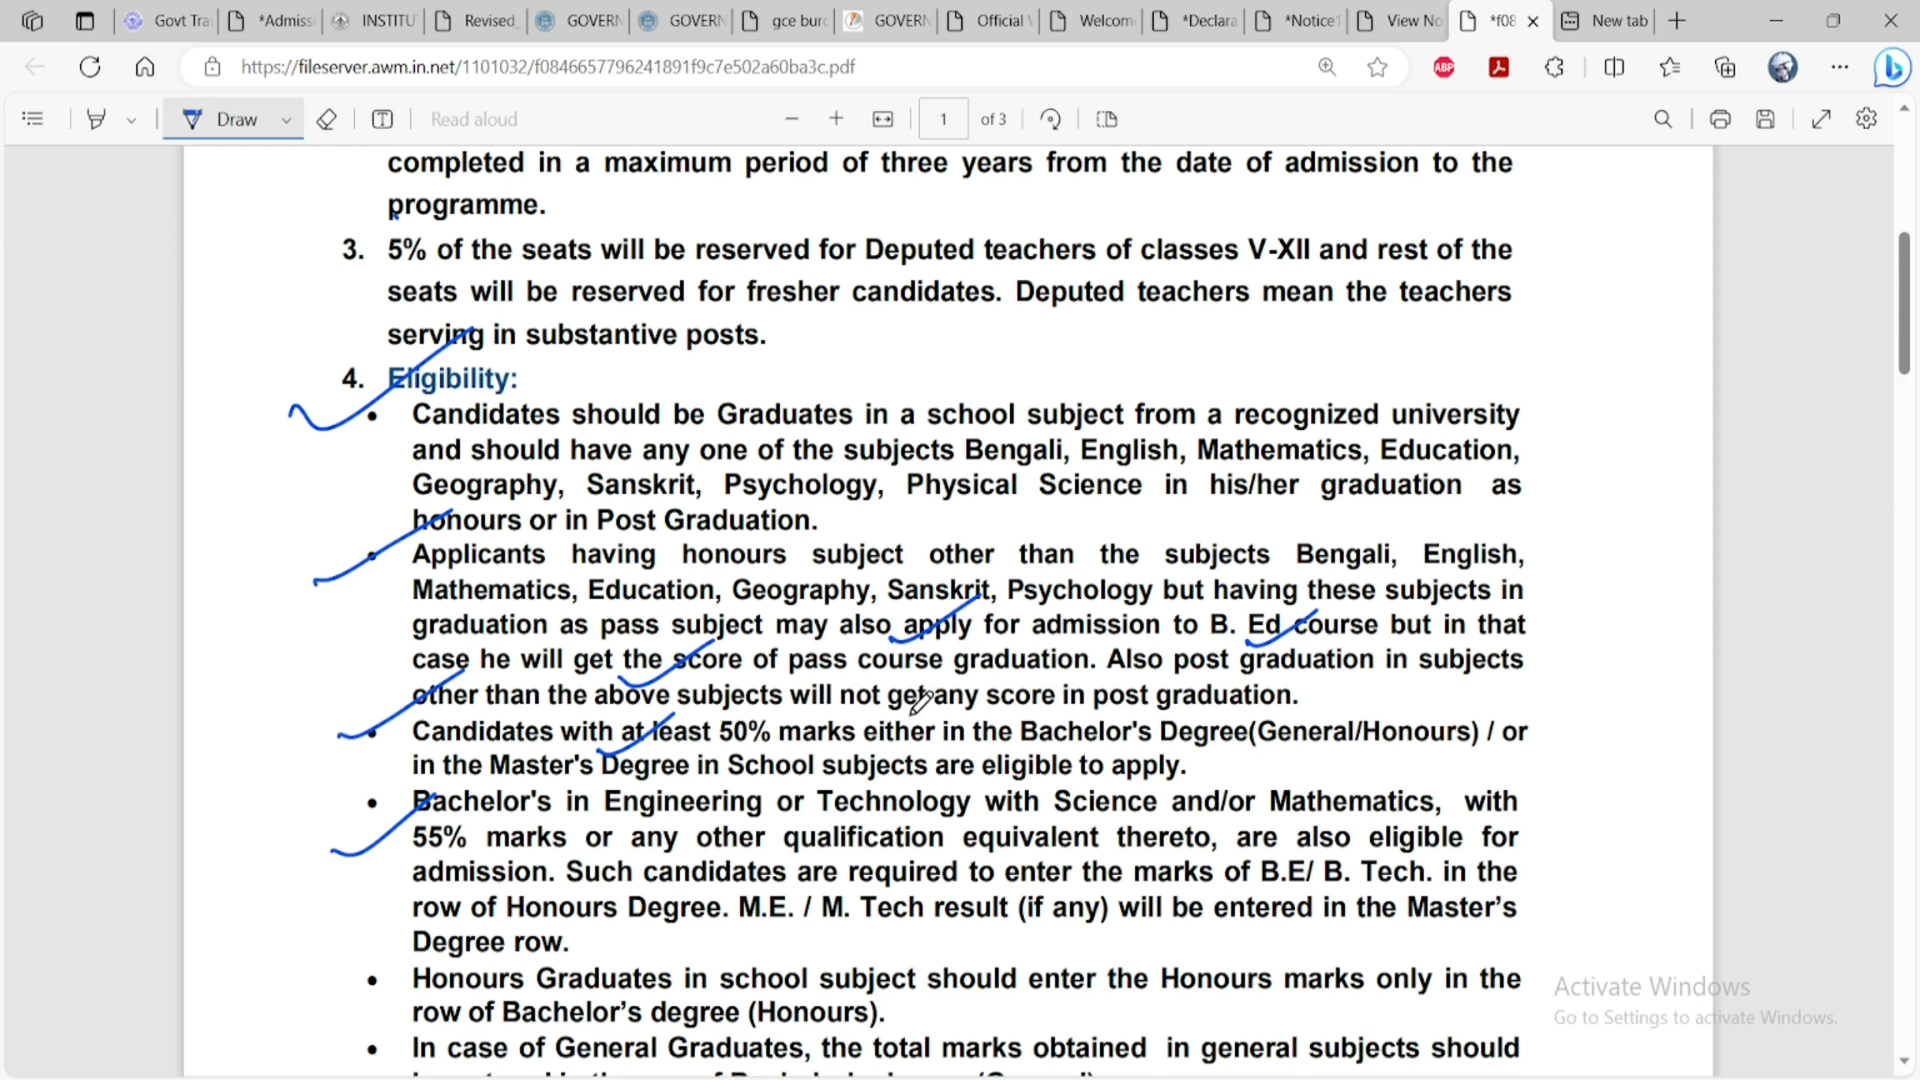 Govt Tra
*Admiss
INSTITU
Revised_
GOVERN
GOVERN
gce burd
GOVERN
Official
Welcom
*Declara
*Notice1
View No
*f08
New tab
https://fileserver.awm.in.net/1101032/f0846657796241891f9c7e502a60ba3c.pdf
ABP
Draw
Read aloud
1
of 3
completed in a maximum period of three years from the date of admission to the
programme.
3. 5% of the seats will be reserved for Deputed teachers of classes V-XII and rest of the
seats will be reserved for fresher candidates. Deputed teachers mean the teachers
serving in substantive posts.
4. Eligibility:
• Candidates should be Graduates in a school subject from a recognized university
and should have any one of the subjects Bengali, English, Mathematics, Education,
Geography, Sanskrit, Psychology, Physical Science in his/her graduation as
honours or in Post Graduation.
• Applicants having honours subject other than the subjects Bengali, English,
Mathematics, Education, Geography, Sanskrit, Psychology but having these subjects in
graduation as pass subject may also apply for admission to B. Ed course but in that
case he will get the score of pass course graduation. Also post graduation in subjects
other than the above subjects will not get any score in post graduation.
• Candidates with at least 50% marks either in the Bachelor's Degree(General/Honours) / or
in the Master's Degree in School subjects are eligible to apply.
• Bachelor's in Engineering or Technology with Science and/or Mathematics, with
55% marks or any other qualification equivalent thereto, are also eligible for
admission. Such candidates are required to enter the marks of B.E/ B. Tech. in the
row of Honours Degree. M.E. / M. Tech result (if any) will be entered in the Master’s
Degree row.
• Honours Graduates in school subject should enter the Honours marks only in the
row of Bachelor’s degree (Honours).
• In case of General Graduates, the total marks obtained in general subjects should
Activate Windows
Go to Settings to activate Windows.